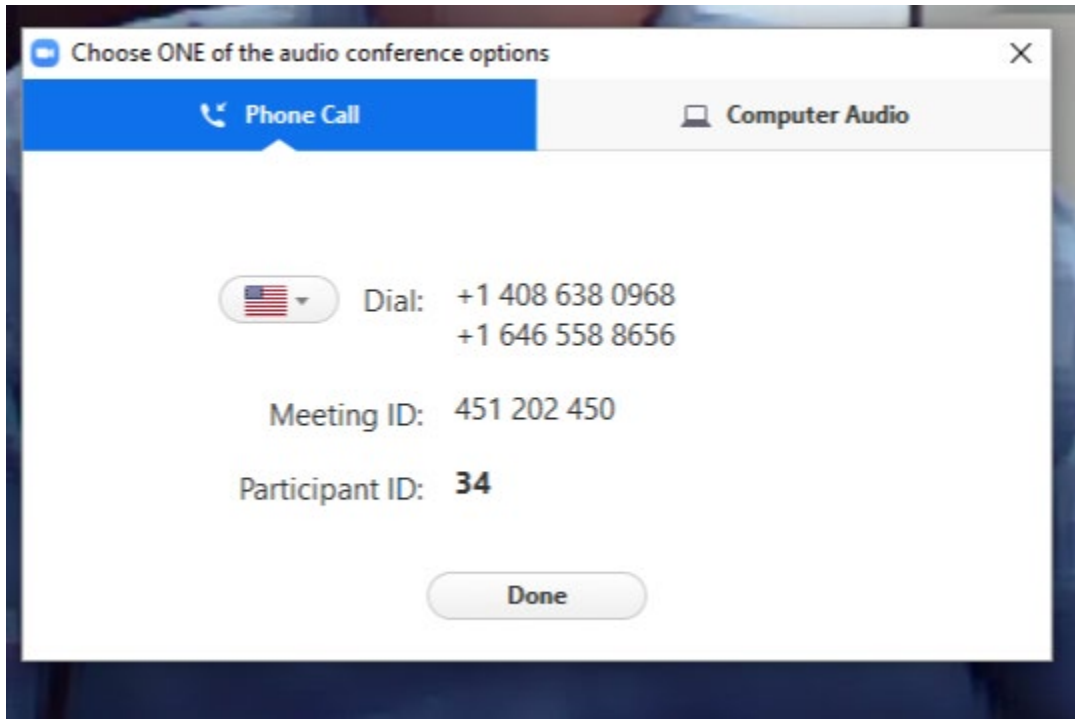 Choose ONE of the audio conference options
Phone Call
Computer Audio
Dial: +1 408 638 0968
+1 646 558 8656
Meeting ID: 451 202 450
Participant ID: 34
Done